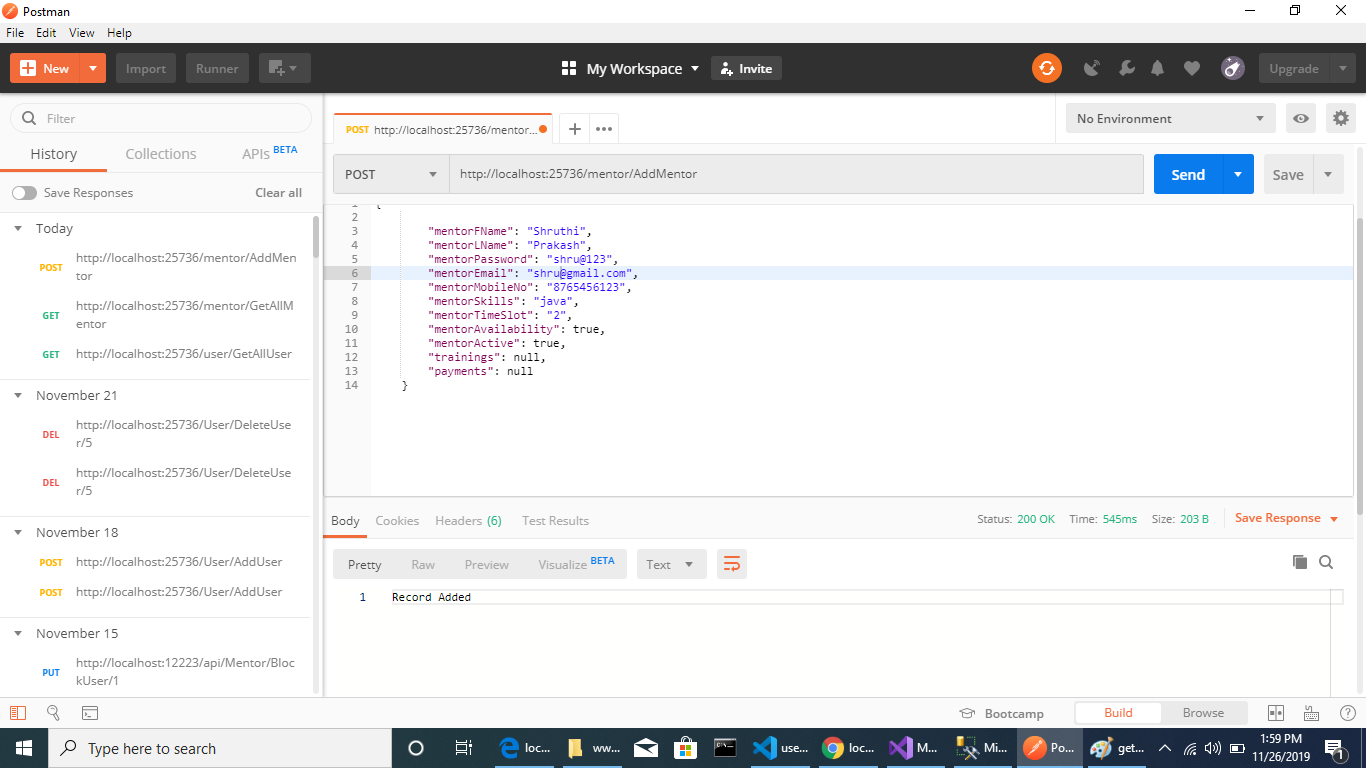 Postman
File Edit View Help
New
Import
Runner
My Workspace
Invite
Upgrade
Filter
History
Collections
APIs BETA
Save Responses
Clear all
Today
POST
http://localhost:25736/mentor/AddMen
tor
GET
http://localhost:25736/mentor/GetAllM
entor
GET http://localhost:25736/user/GetAllUser
November 21
DEL
http://localhost:25736/User/DeleteUse
r/5
DEL
http://localhost:25736/User/DeleteUse
r/5
November 18
POST http://localhost:25736/User/AddUser
POST http://localhost:25736/User/AddUser
November 15
PUT
http://localhost:12223/api/Mentor/Bloc
kUser/1
POST http://localhost:25736/mentor...
No Environment
POST
http://localhost:25736/mentor/AddMentor
Send
Save
1 {
2
3 "mentorFName": "Shruthi",
4 "mentorLName": "Prakash",
5 "mentorPassword": "shru@123",
6 "mentorEmail": "shru@gmail.com",
7 "mentorMobileNo": "8765456123",
8 "mentorSkills": "java",
9 "mentorTimeSlot": "2",
10 "mentorAvailability": true,
11 "mentorActive": true,
12 "trainings": null,
13 "payments": null
14 }
Body
Cookies
Headers (6)
Test Results
Status: 200 OK
Time: 545ms
Size: 203 B
Save Response
Pretty
Raw
Preview
Visualize BETA
Text
1 Record Added
Bootcamp
Build
Browse
Type here to search
loc...
ww...
use...
loc...
M...
Mi...
Po...
get...
1:59 PM
11/26/2019
1